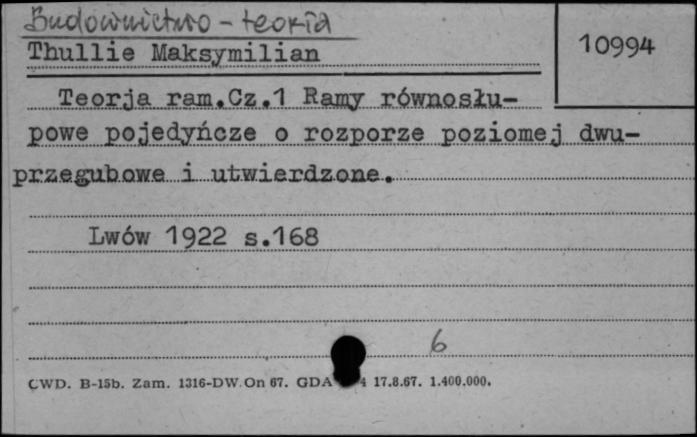 Budownictwo - teoria
Thullie Maksymilian
10994
Teorja ram.Cz.1 Ramy równosłu-
powe pojedyńcze o rozporze poziomej dwu-
przegubowe i utwierdzone.
Lwów 1922 s.168
6
CWD. B-15b. Zam. 1316-DW.On 67. GDA 4 17.8.67. 1.400.000.